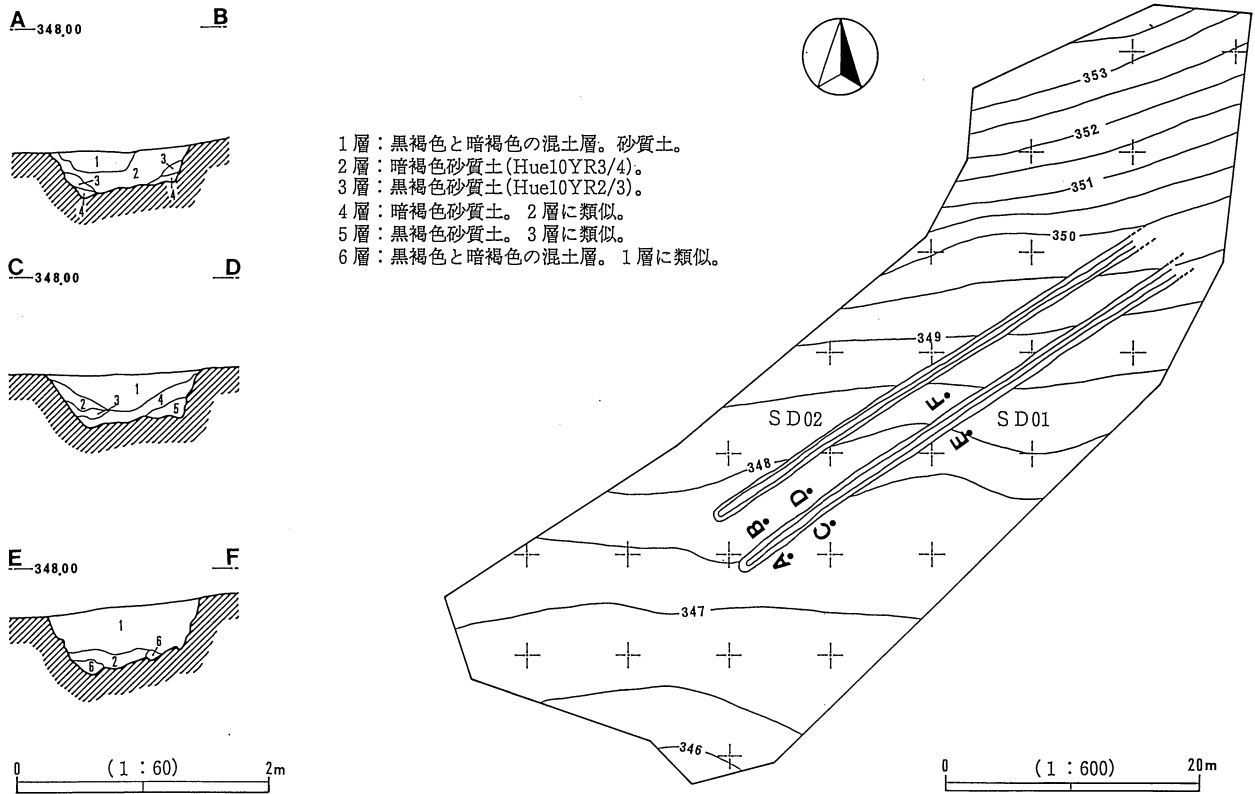 A 348.00 B
1
2
3
3
4
4
C 348.00 D
1
2
3
4
5
E 348.00 F
1
6
2
6
0 (1:60) 2m
1層：黒褐色と暗褐色の混土層。砂質土。
2層：暗褐色砂質土(Hue10YR3/4)。
3層：黒褐色砂質土(Hue10YR2/3)。
4層：暗褐色砂質土。2層に類似。
5層：黒褐色砂質土。3層に類似。
6層：黒褐色と暗褐色の混土層。1層に類似。
353
352
351
350
349
F.
SD02
SD01
E.
348
D.
B.
C.
A.
347
346
0 (1:600) 20m